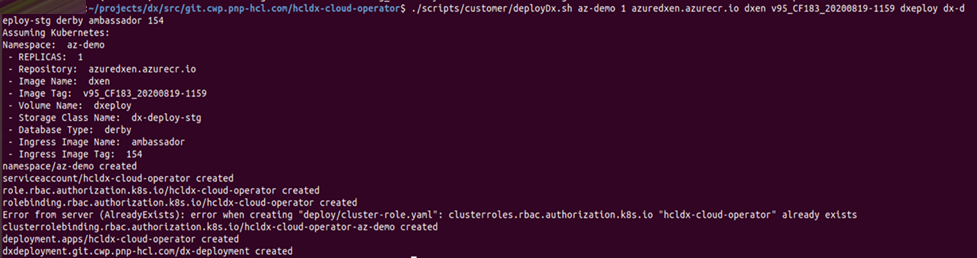 :~/projects/dx/src/git.cwp.pnp-hcl.com/hcldx-cloud-operator$ ./scripts/customer/deployDx.sh az-demo 1 azuredxen.azurecr.io dxen v95_CF183_20200819-1159 dxeploy dx-d
eploy-stg derby ambassador 154
Assuming Kubernetes:
Namespace:  az-demo
 - REPLICAS:  1
 - Repository:  azuredxen.azurecr.io
 - Image Name:  dxen
 - Image Tag:  v95_CF183_20200819-1159
 - Volume Name:  dxeploy
 - Storage Class Name:  dx-deploy-stg
 - Database Type:  derby
 - Ingress Image Name:  ambassador
 - Ingress Image Tag:  154
namespace/az-demo created
serviceaccount/hcldx-cloud-operator created
role.rbac.authorization.k8s.io/hcldx-cloud-operator created
rolebinding.rbac.authorization.k8s.io/hcldx-cloud-operator created
Error from server (AlreadyExists): error when creating "deploy/cluster-role.yaml": clusterroles.rbac.authorization.k8s.io "hcldx-cloud-operator" already exists
clusterrolebinding.rbac.authorization.k8s.io/hcldx-cloud-operator-az-demo created
deployment.apps/hcldx-cloud-operator created
dxdeployment.git.cwp.pnp-hcl.com/dx-deployment created